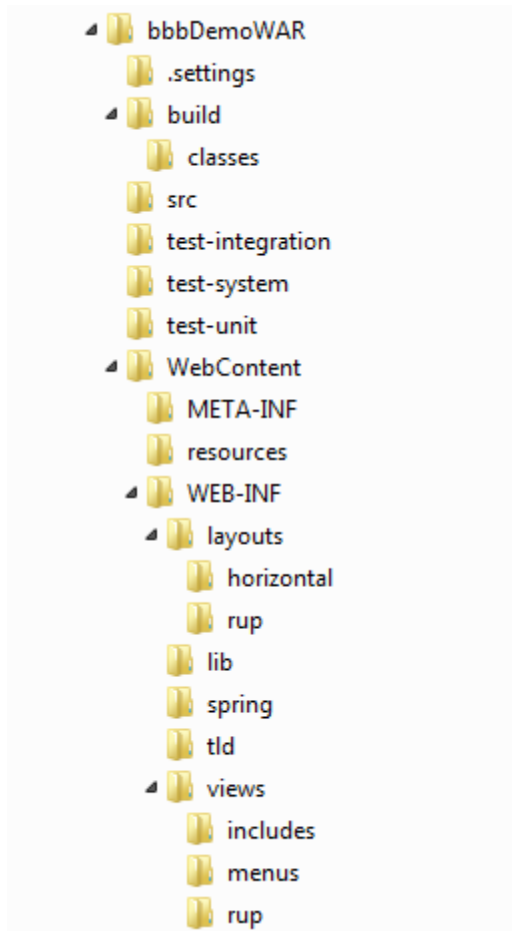 bbbDemoWAR
.settings
build
classes
src
test-integration
test-system
test-unit
WebContent
META-INF
resources
WEB-INF
layouts
horizontal
rup
lib
spring
tld
views
includes
menus
rup